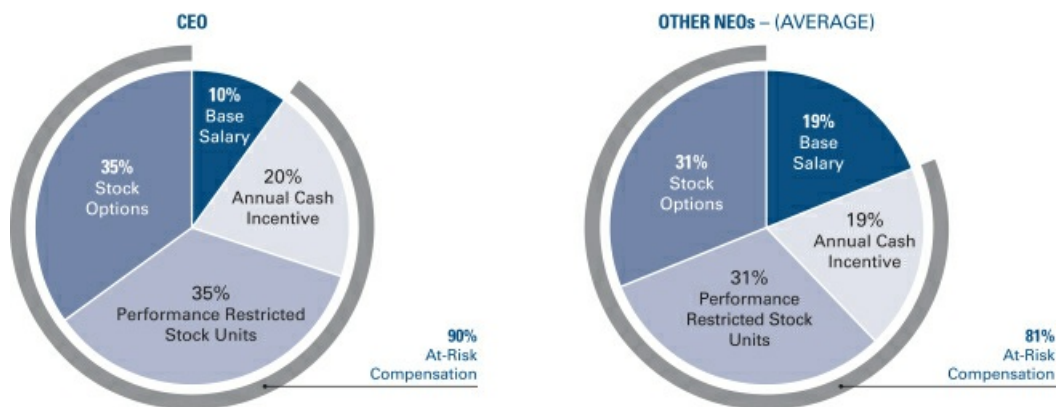 CEO
10%
Base
Salary
20%
Annual Cash
Incentive
35%
Performance Restricted
Stock Units
35%
Stock
Options
90%
At-Risk
Compensation
OTHER NEOs – (AVERAGE)
19%
Base
Salary
19%
Annual Cash
Incentive
31%
Performance
Restricted Stock
Units
31%
Stock
Options
81%
At-Risk
Compensation